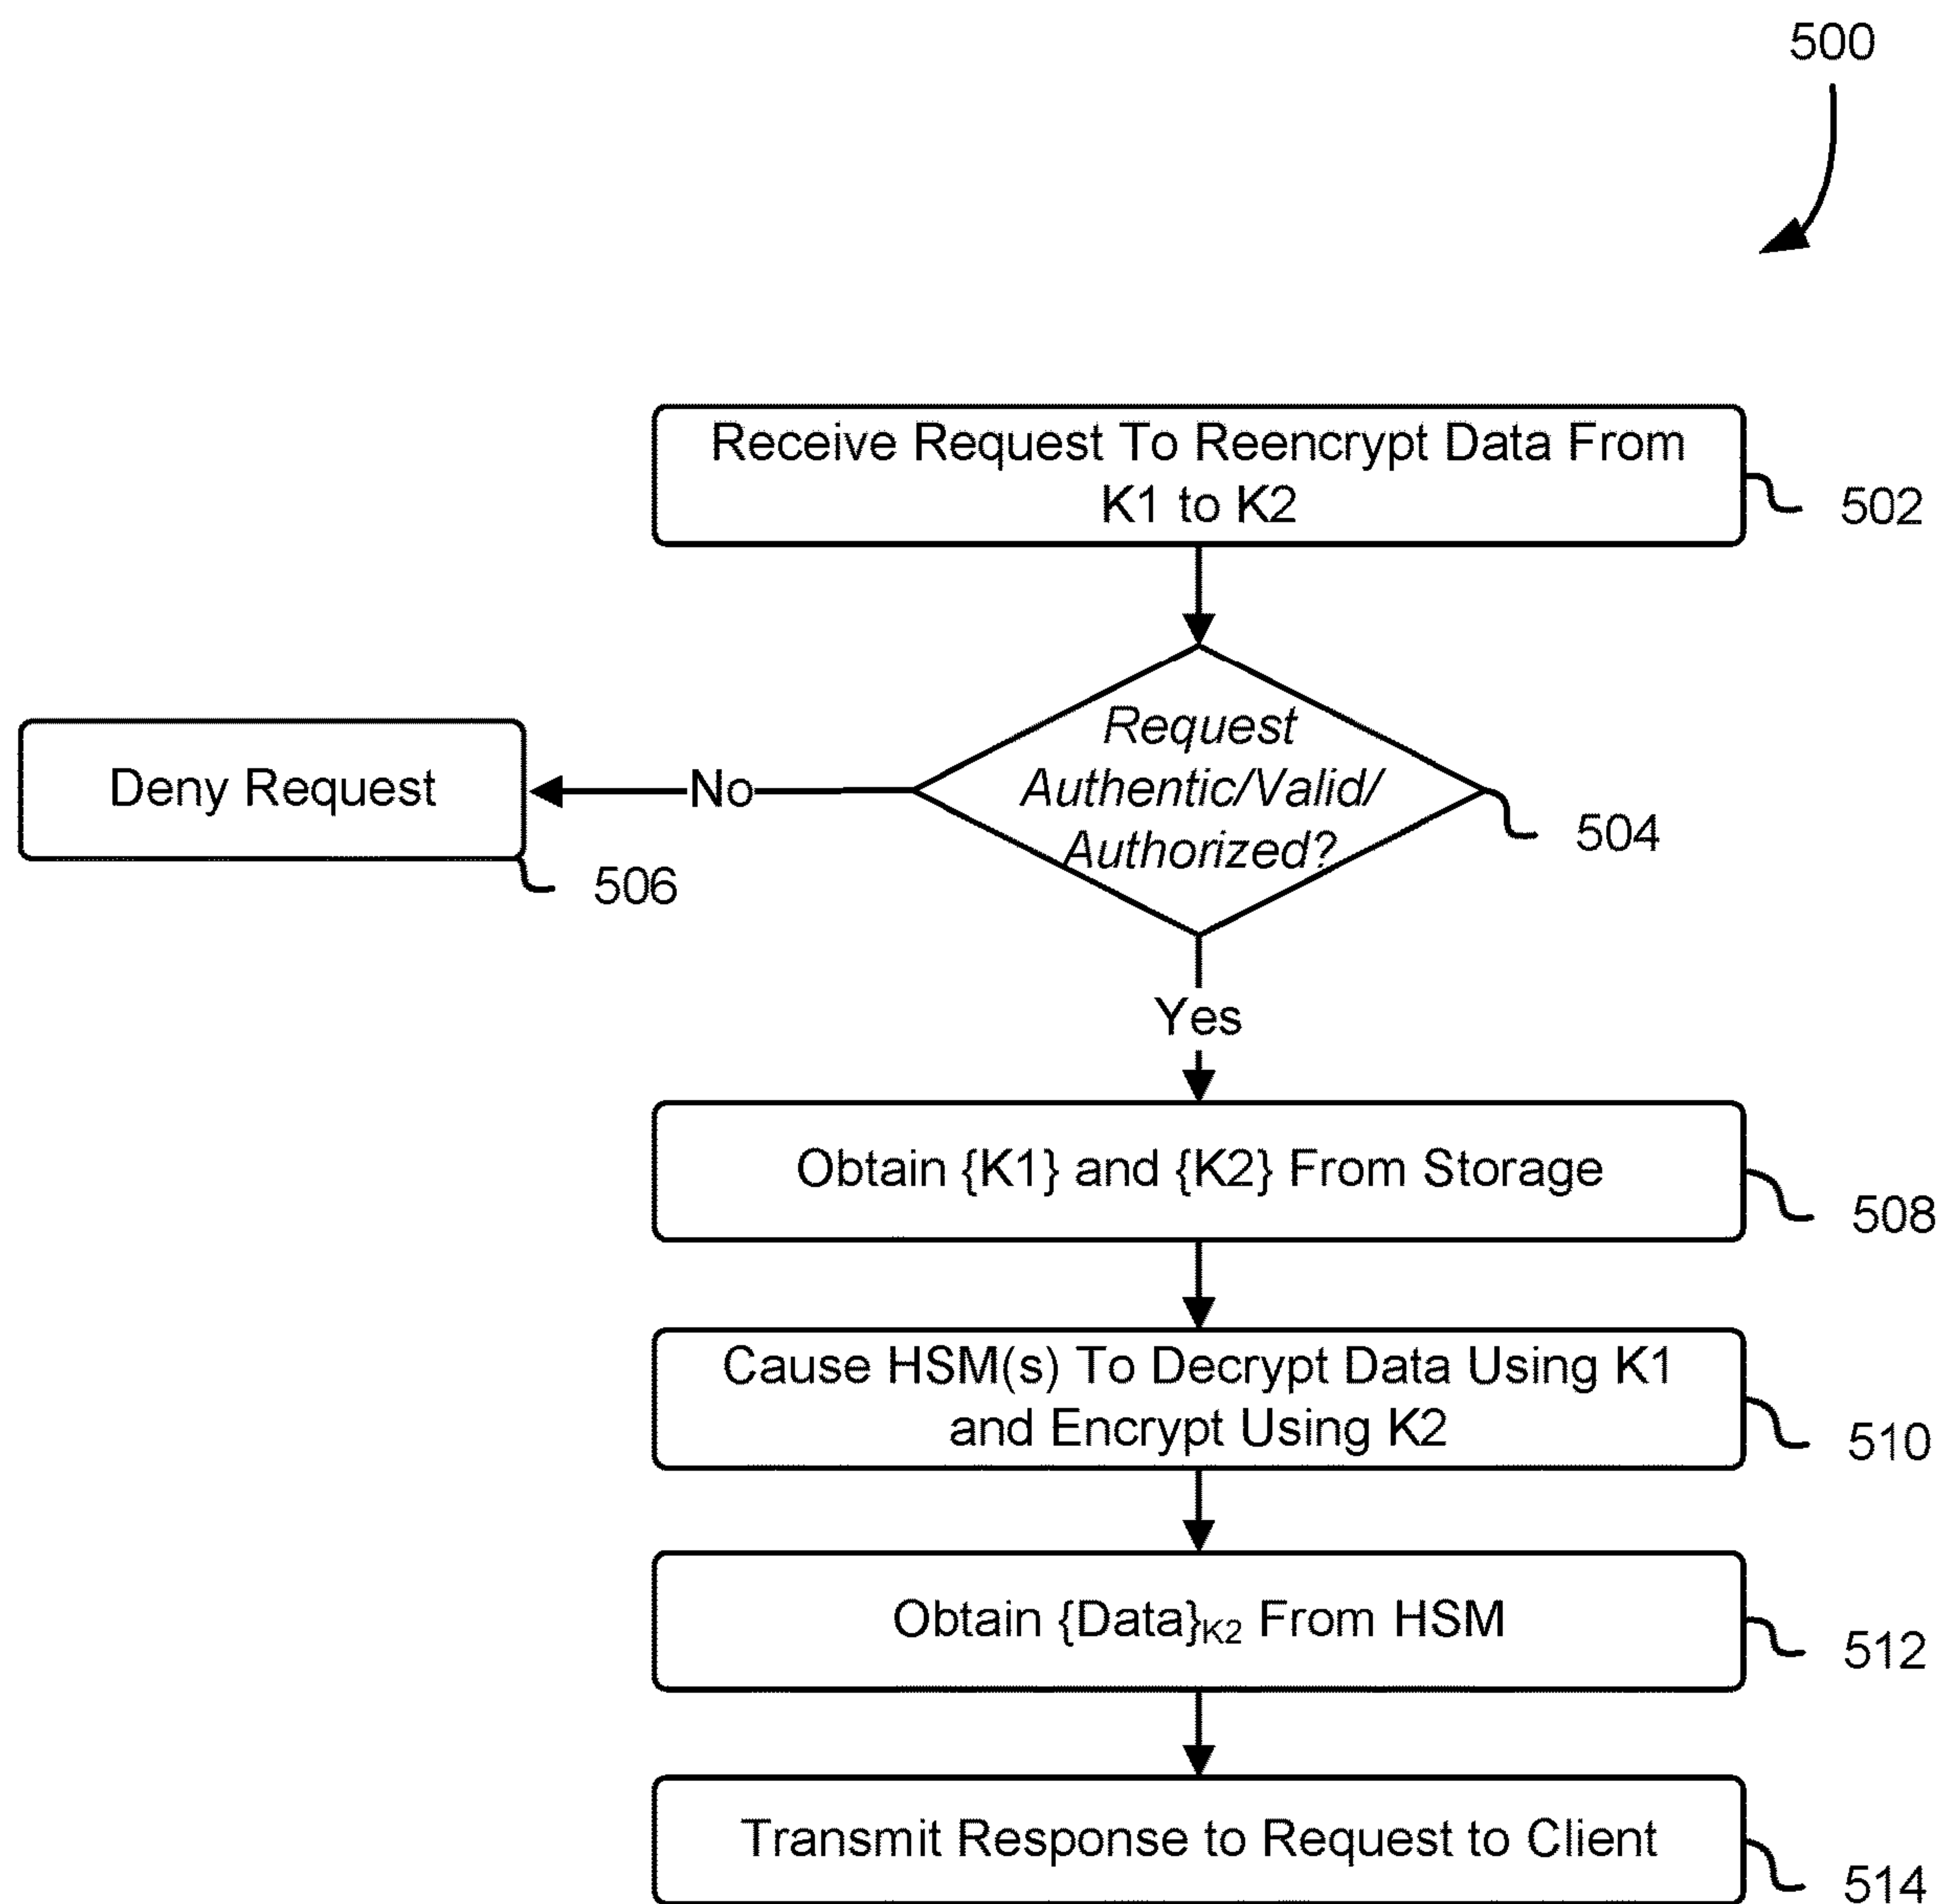 500
Receive Request To Reencrypt Data From
K1 to K2
502
Request
Authentic/Valid/
Authorized?
504
No
Deny Request
506
Yes
Obtain {K1} and {K2} From Storage
508
Cause HSM(s) To Decrypt Data Using K1
and Encrypt Using K2
510
Obtain {Data}K2 From HSM
512
Transmit Response to Request to Client
514